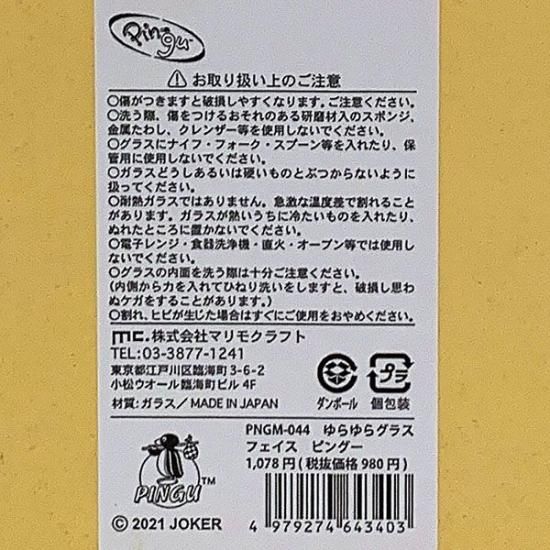 Pingu
⚠お取り扱い上のご注意
○傷がつきますと破損しやすくなります。ご注意ください。
○洗う際、傷をつけるおそれのある研磨材入のスポンジ、
金属たわし、クレンザー等を使用しないでください。
○グラスにナイフ・フォーク・スプーン等を入れたり、保
管用に使用しないでください。
○ガラスどうしあるいは硬いものとぶつからないように
扱ってください。
○耐熱ガラスではありません。急激な温度差で割れること
があります。ガラスが熱いうちに冷たいものを入れたり、
ぬれたところに置かないでください。
○電子レンジ・食器洗浄機・直火・オーブン等では使用し
ないでください。
○グラスの内面を洗う際は十分ご注意ください。
(内側から力を入れてひねり洗いをしますと、破損し思わ
ぬケガをすることがあります。)
○割れ、ヒビが生じた場合はすぐにご使用をおやめください。
mc.株式会社マリモクラフト
TEL:03-3877-1241
東京都江戸川区臨海町3-6-2
小松ウオール臨海町ビル 4F
ダンボール
プラ
個包装
材質:ガラス/MADE IN JAPAN
PNGM-044 ゆらゆらグラス
フェイス ピングー
1,078円(税抜価格980円)
PINGU™
© 2021 JOKER
4 979274 643403